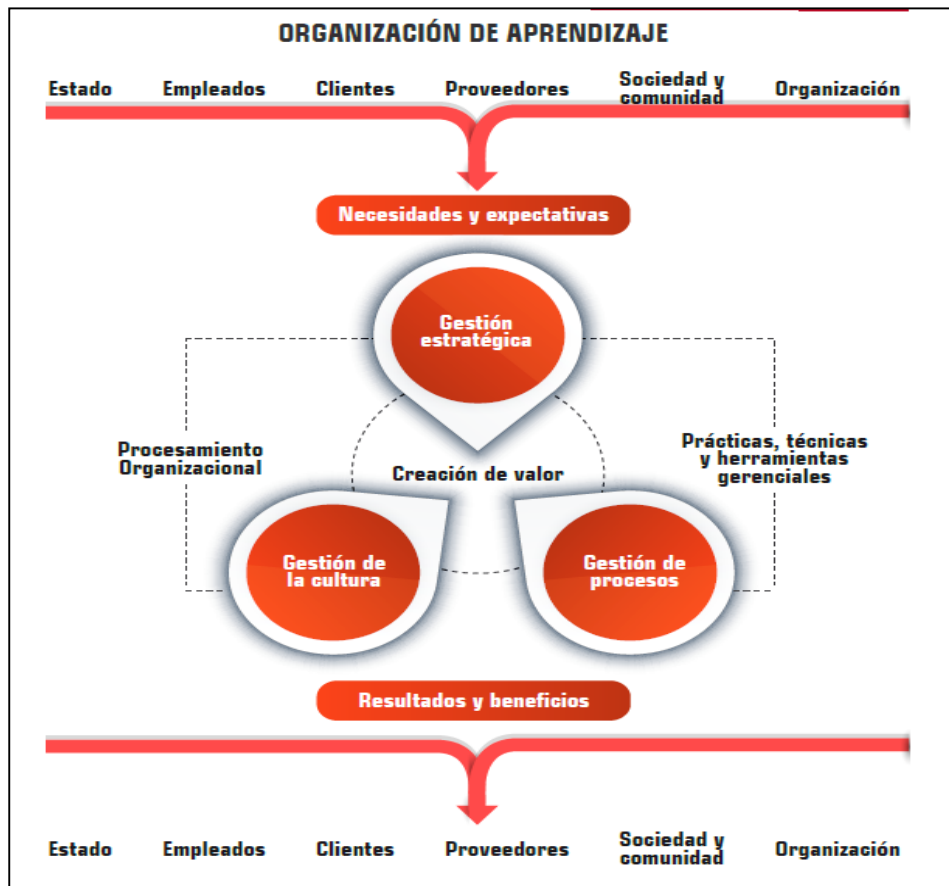 ORGANIZACIÓN DE APRENDIZAJE
Estado Empleados Clientes Proveedores Sociedad y comunidad Organización
Necesidades y expectativas
Gestión
estratégica
Procesamiento
Organizacional
Prácticas, técnicas
y herramientas
gerenciales
Creación de valor
Gestión de
la cultura
Gestión de
procesos
Resultados y beneficios
Estado Empleados Clientes Proveedores Sociedad y comunidad Organización